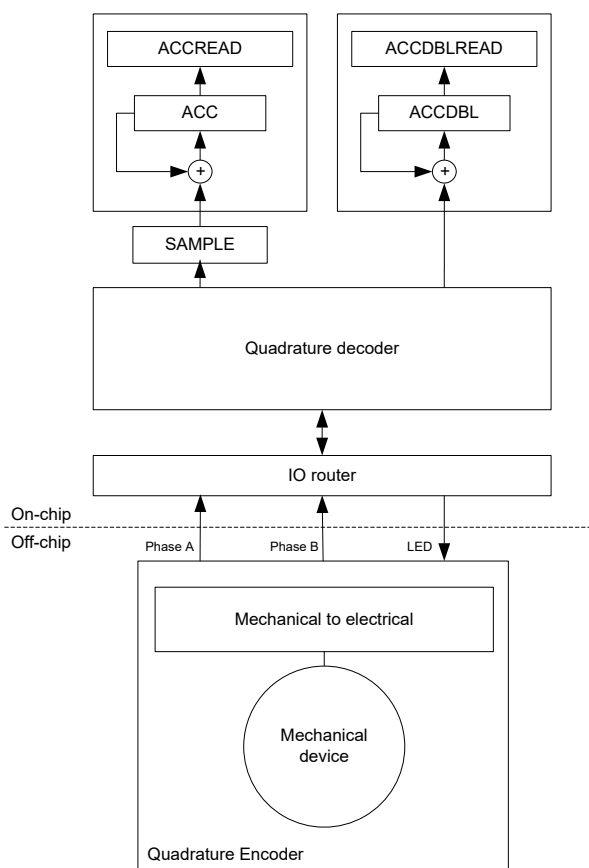 ACCREAD
ACCDBLREAD
ACC
ACCDBL
+
+
SAMPLE
Quadrature decoder
IO router
On-chip
Off-chip
Phase A
Phase B
LED
Mechanical to electrical
Mechanical
device
Quadrature Encoder